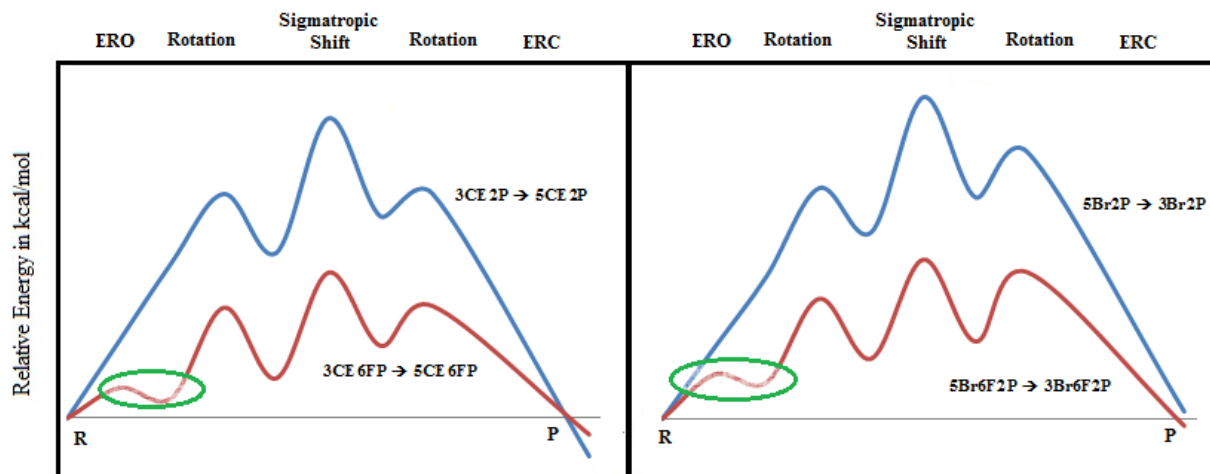 Sigmatropic
ERO Rotation Shift Rotation ERC
Sigmatropic
ERO Rotation Shift Rotation ERC
Relative Energy in kcal/mol
3CE 2P → 5CE 2P
3CE 6FP → 5CE 6FP
R
P
5Br2P → 3Br2P
5Br6F2P → 3Br6F2P
R
P